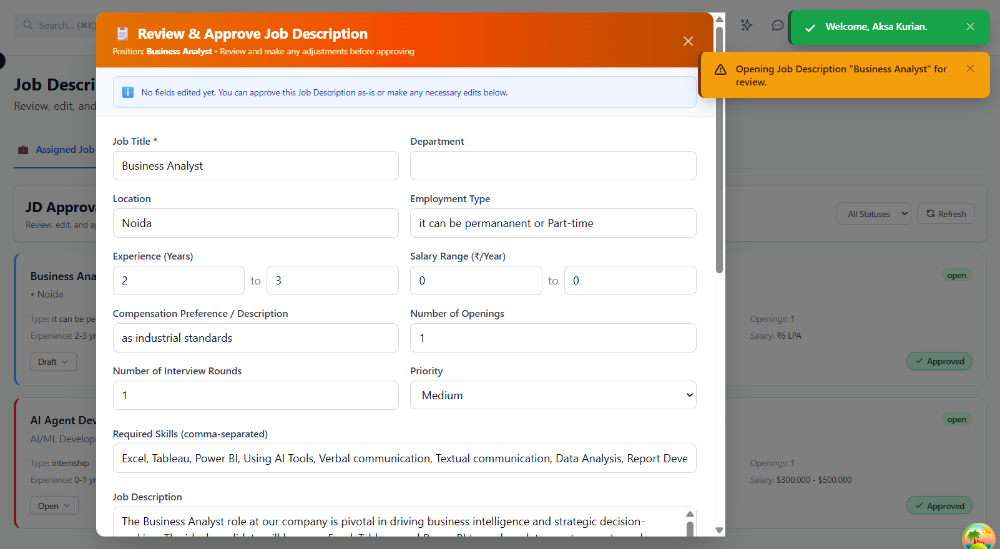 Search... (⌘K)
Review & Approve Job Description
Position: Business Analyst • Review and make any adjustments before approving
Welcome, Aksa Kurian.
Opening Job Description "Business Analyst" for
review.
Job Descri
Review, edit, and
No fields edited yet. You can approve this Job Description as-is or make any necessary edits below.
Assigned Job
Job Title *
Business Analyst
Department
Location
Noida
Employment Type
it can be permananent or Part-time
Experience (Years)
2 to 3
Salary Range (₹/Year)
0 to 0
Compensation Preference / Description
as industrial standards
Number of Openings
1
Number of Interview Rounds
1
Priority
Medium
Required Skills (comma-separated)
Excel, Tableau, Power BI, Using AI Tools, Verbal communication, Textual communication, Data Analysis, Report Deve
Job Description
The Business Analyst role at our company is pivotal in driving business intelligence and strategic decision-
JD Approva
Review, edit, and ap
All Statuses
Refresh
Business Ana
• Noida
Type: it can be pe
Experience: 2-3 yr
Draft
open
Openings: 1
Salary: ₹6 LPA
Approved
AI Agent Dev
AI/ML Develop
Type: internship
Experience: 0-1 yr
Open
open
Openings: 1
Salary: $300,000 - $500,000
Approved